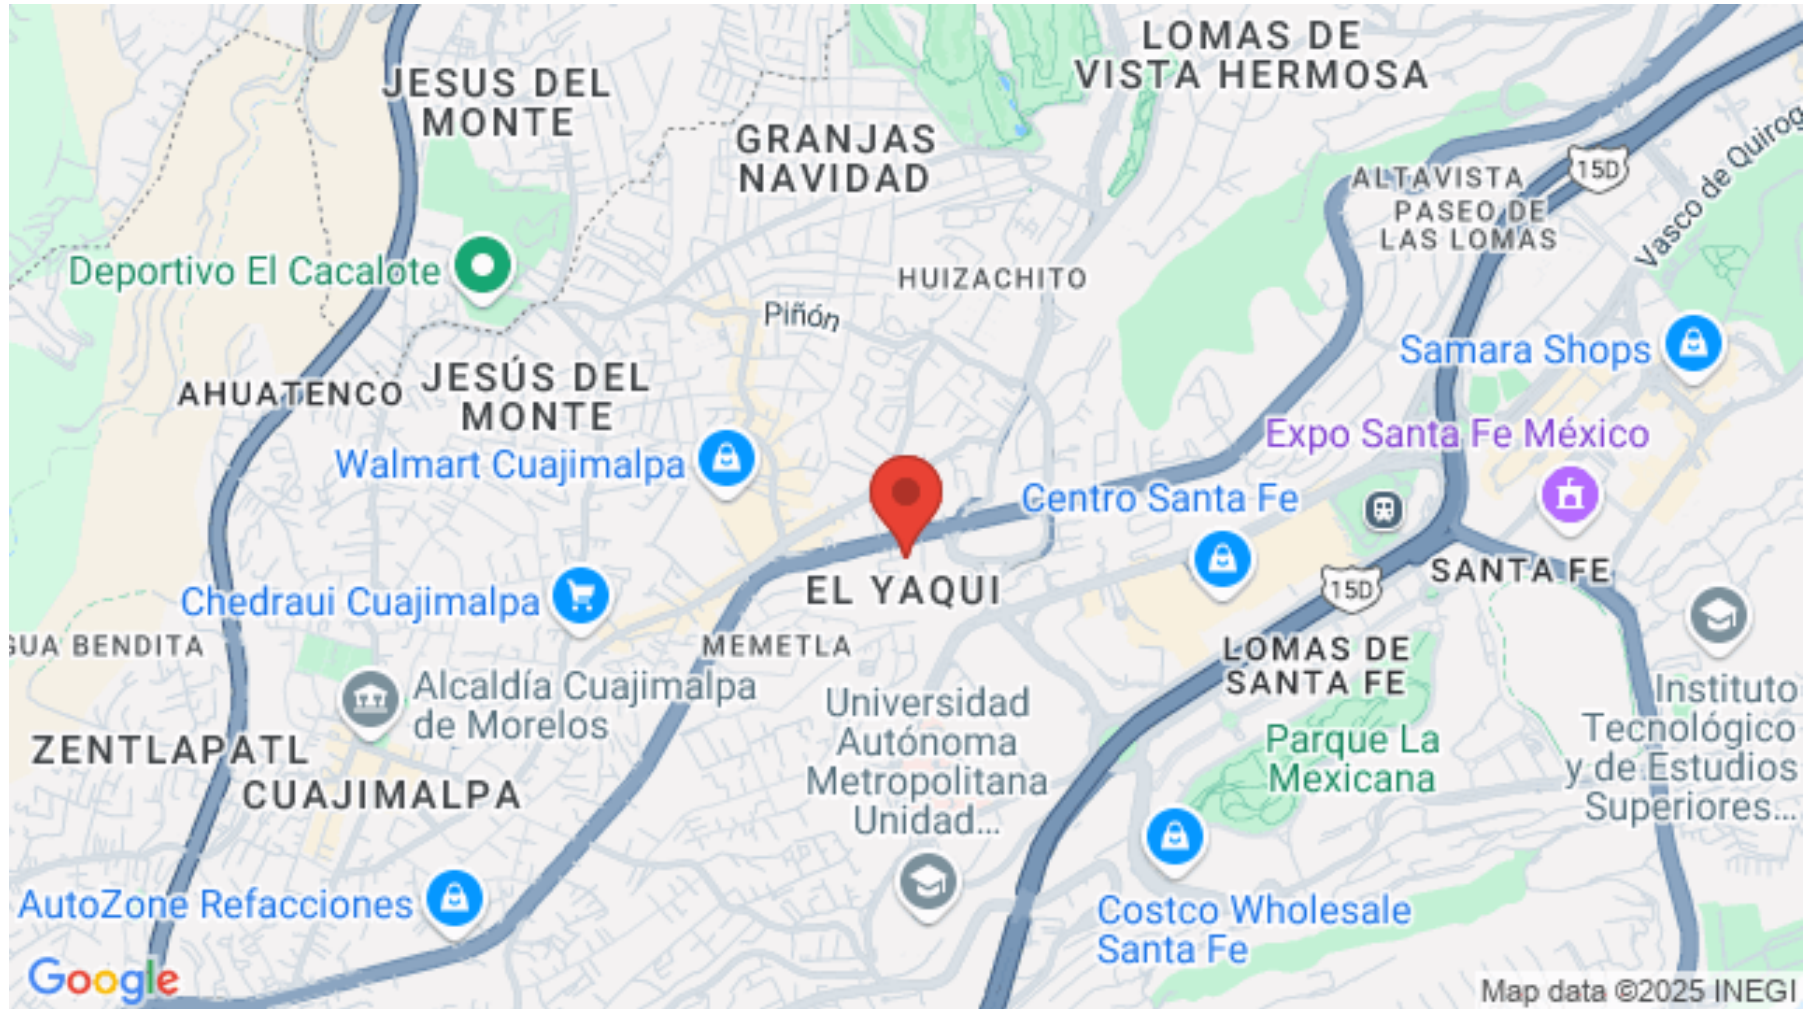 LOMAS DE
VISTA HERMOSA
JESUS DEL
MONTE
GRANJAS
NAVIDAD
15D
Vasco de Quirog
ALTAVISTA
PASEO DE
LAS LOMAS
Deportivo El Cacalote
HUIZACHITO
Piñón
Samara Shops
AHUATENCO
JESÚS DEL
MONTE
Expo Santa Fe México
Walmart Cuajimalpa
Centro Santa Fe
SANTA FE
15D
EL YAQUI
Chedraui Cuajimalpa
GUA BENDITA
MEMETLA
LOMAS DE
SANTA FE
Alcaldía Cuajimalpa
de Morelos
Universidad
Autónoma
Metropolitana
Unidad...
Instituto
Tecnológico
y de Estudios
Superiores...
Parque La
Mexicana
ZENTLAPATL
CUAJIMALPA
AutoZone Refacciones
Costco Wholesale
Santa Fe
Google
Map data ©2025 INEGI